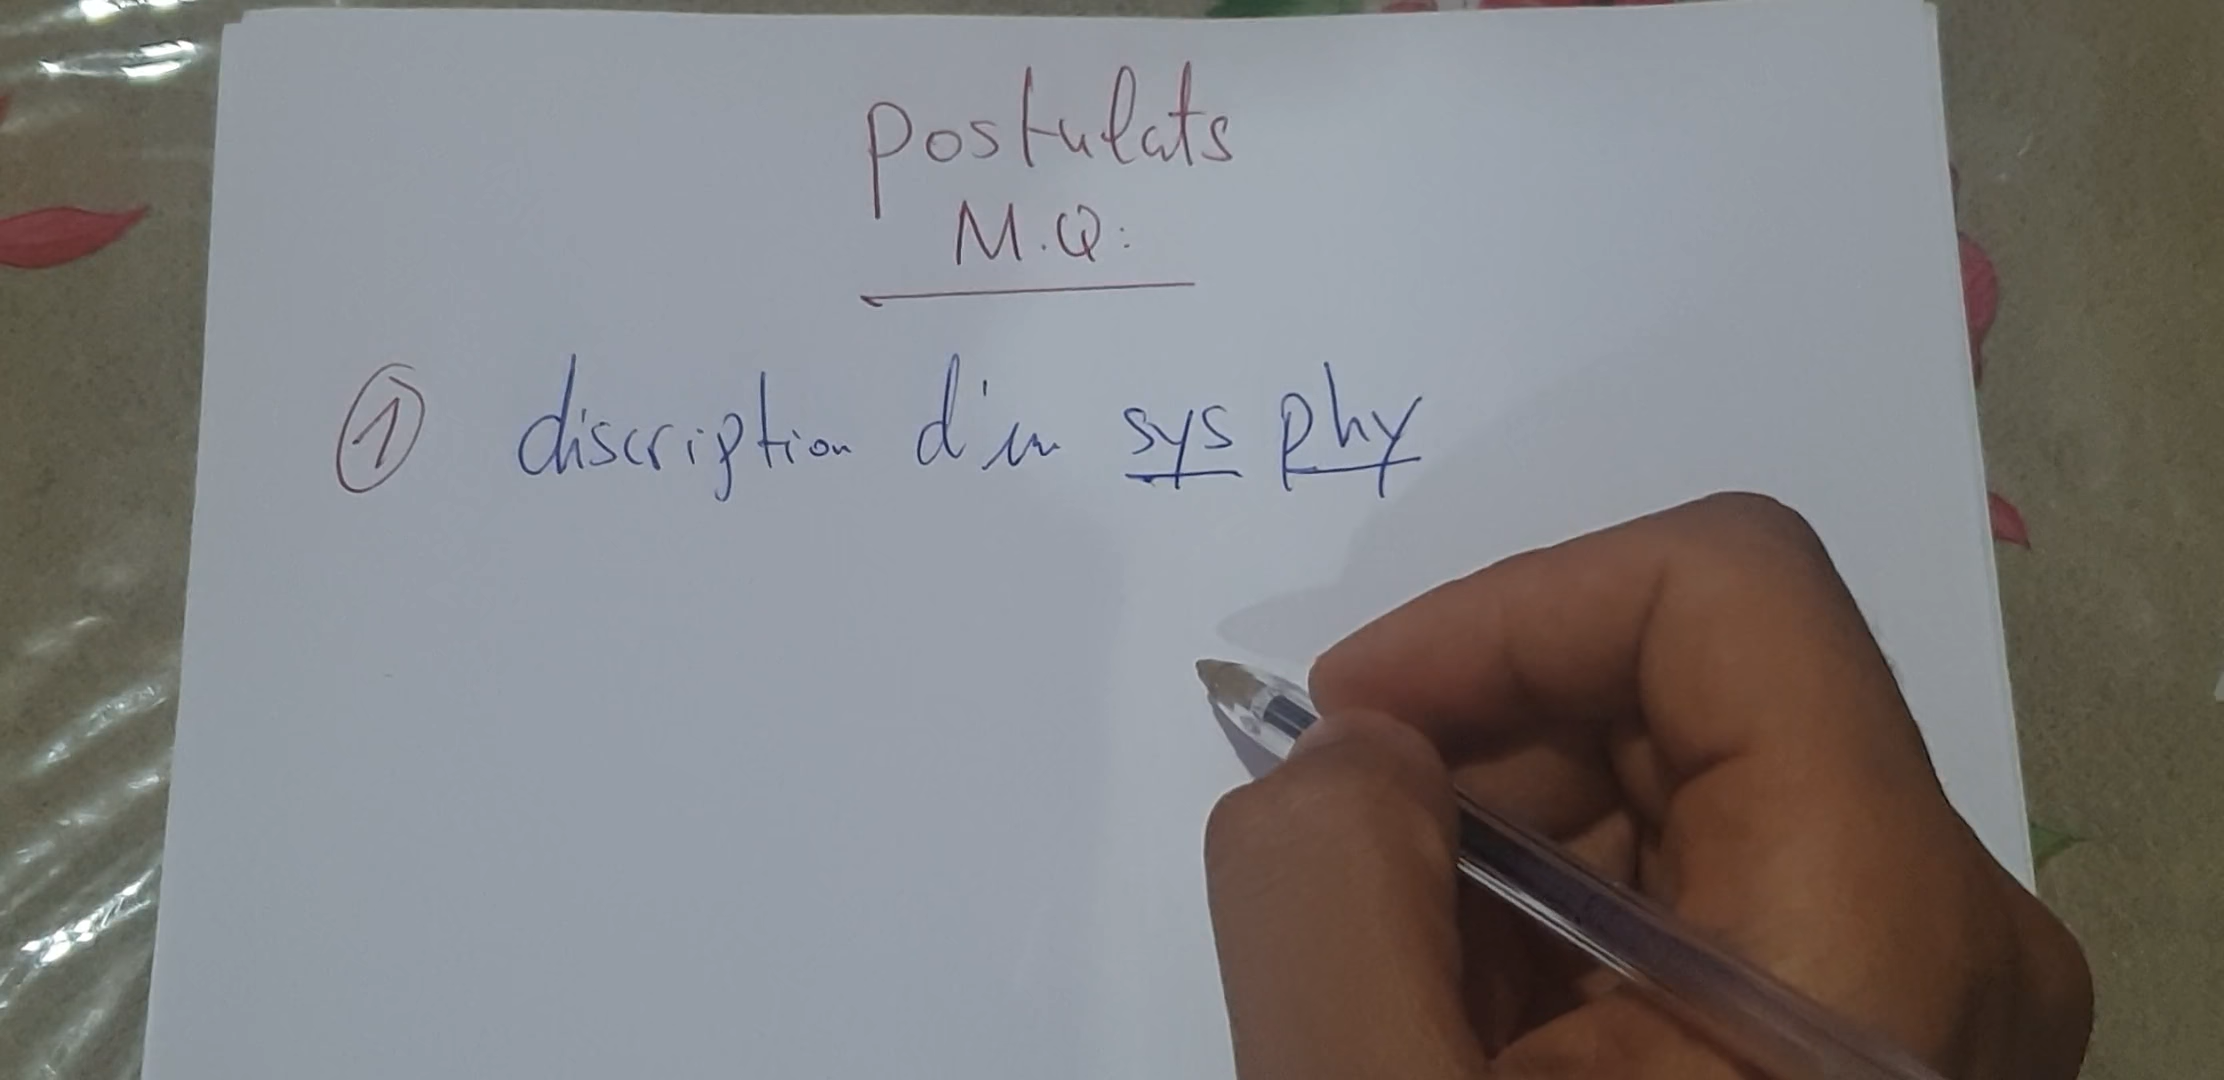 Postulats
M.Q:
① discription d'un sys phy